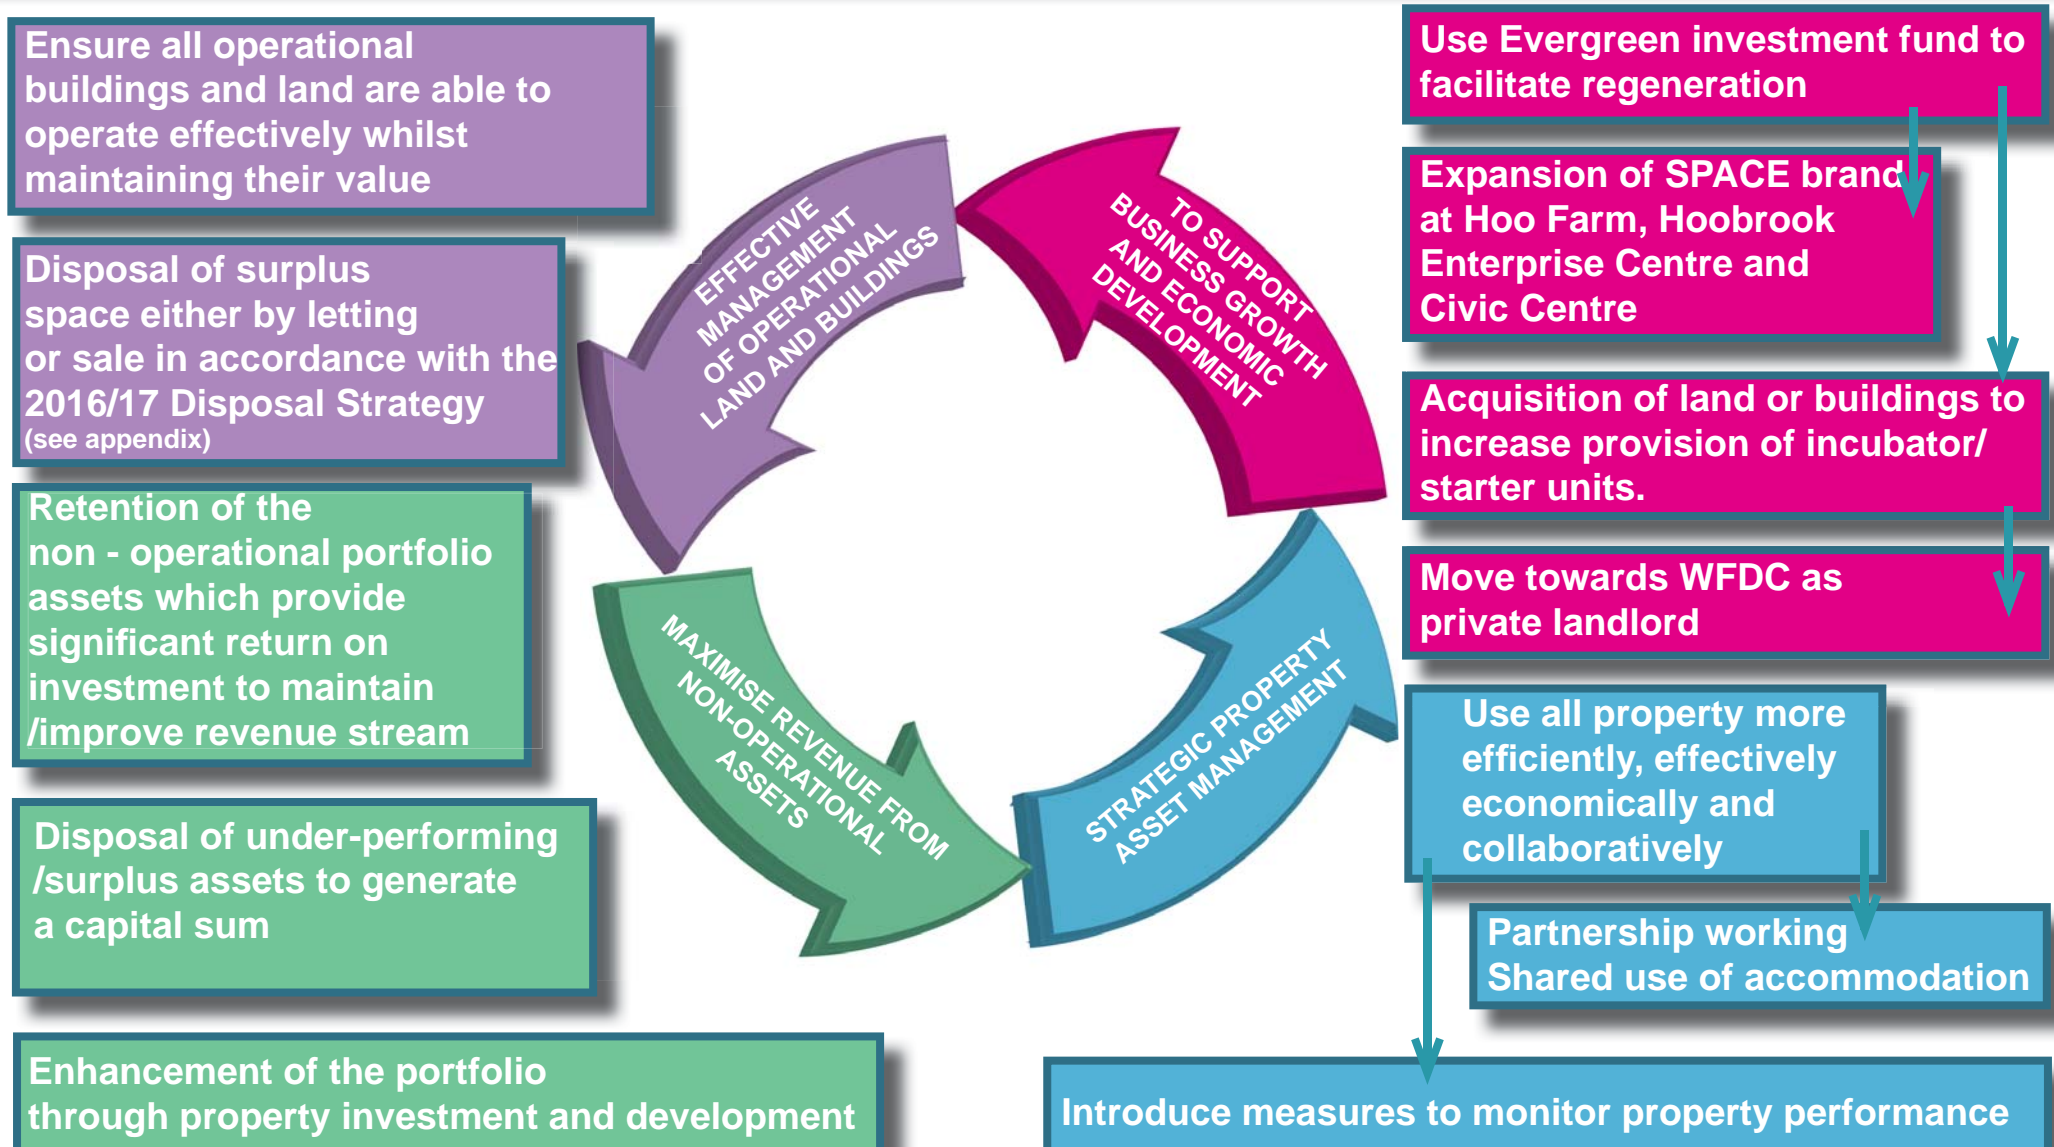 Ensure all operational
buildings and land are able to
operate effectively whilst
maintaining their value
Disposal of surplus
space either by letting
or sale in accordance with the
2016/17 Disposal Strategy
(see appendix)
Retention of the
non - operational portfolio
assets which provide
significant return on
investment to maintain
/improve revenue stream
Disposal of under-performing
/surplus assets to generate
a capital sum
Enhancement of the portfolio
through property investment and development
EFFECTIVE
MANAGEMENT
OF OPERATIONAL
LAND AND BUILDINGS
TO SUPPORT
BUSINESS GROWTH
AND ECONOMIC
DEVELOPMENT
MAXIMISE REVENUE FROM
NON-OPERATIONAL
ASSETS
STRATEGIC PROPERTY
ASSET MANAGEMENT
Use Evergreen investment fund to
facilitate regeneration
Expansion of SPACE brand
at Hoo Farm, Hoobrook
Enterprise Centre and
Civic Centre
Acquisition of land or buildings to
increase provision of incubator/
starter units.
Move towards WFDC as
private landlord
Use all property more
efficiently, effectively
economically and
collaboratively
Partnership working
Shared use of accommodation
Introduce measures to monitor property performance